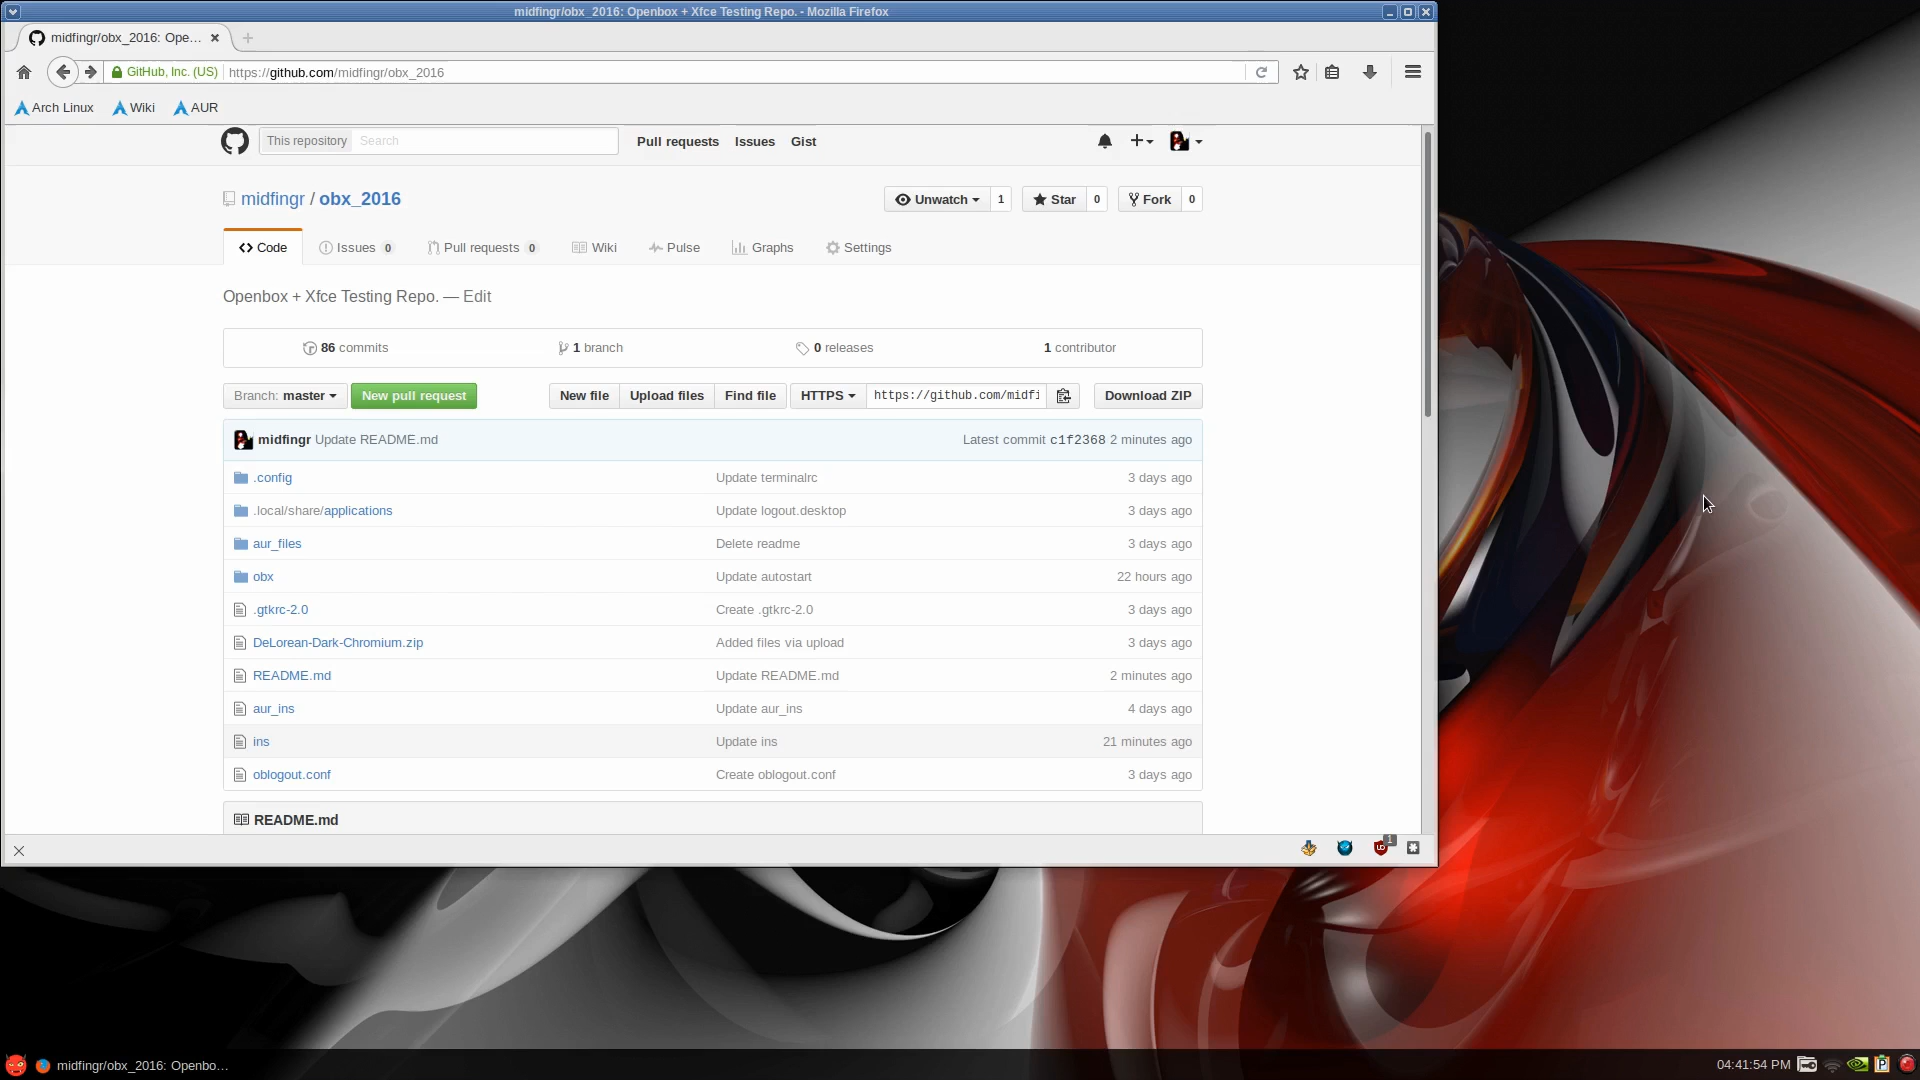 midfingr/obx_2016: Openbox + Xfce Testing Repo. - Mozilla Firefox
midfingr/obx_2016: Ope...
GitHub, Inc. (US) https://github.com/midfingr/obx_2016
Arch Linux Wiki AUR
This repository Search Pull requests Issues Gist
midfingr / obx_2016 Unwatch 1 Star 0 Fork 0
Code Issues 0 Pull requests 0 Wiki Pulse Graphs Settings
Openbox + Xfce Testing Repo. — Edit
86 commits 1 branch 0 releases 1 contributor
Branch: master New pull request New file Upload files Find file HTTPS https://github.com/midfi Download ZIP
midfingr Update README.md Latest commit c1f2368 2 minutes ago
.config Update terminalrc 3 days ago
.local/share/applications Update logout.desktop 3 days ago
aur_files Delete readme 3 days ago
obx Update autostart 22 hours ago
.gtkrc-2.0 Create .gtkrc-2.0 3 days ago
DeLorean-Dark-Chromium.zip Added files via upload 3 days ago
README.md Update README.md 2 minutes ago
aur_ins Update aur_ins 4 days ago
ins Update ins 21 minutes ago
oblogout.conf Create oblogout.conf 3 days ago
README.md
1
midfingr/obx_2016: Openbo... 04:41:54 PM